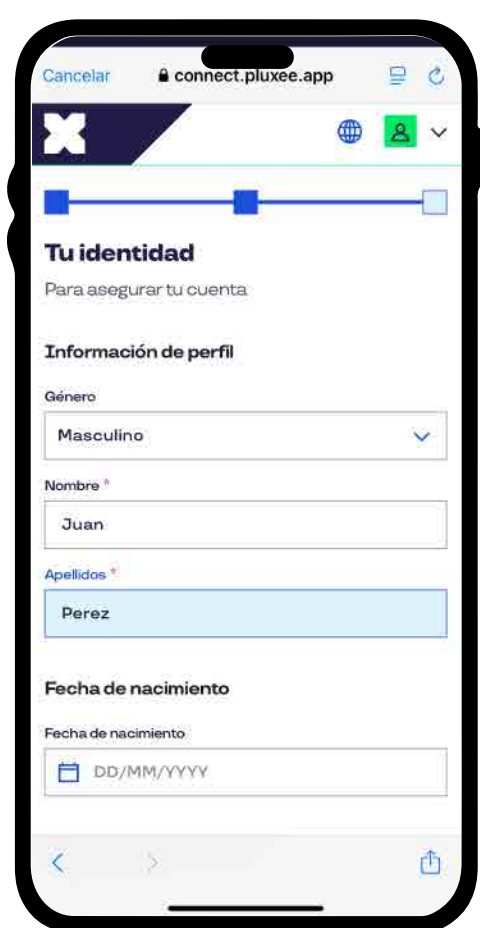 Cancelar connect.pluxee.app
Tu identidad
Para asegurar tu cuenta
Información de perfil
Género
Masculino
Nombre *
Juan
Apellidos *
Perez
Fecha de nacimiento
Fecha de nacimiento
DD/MM/YYYY